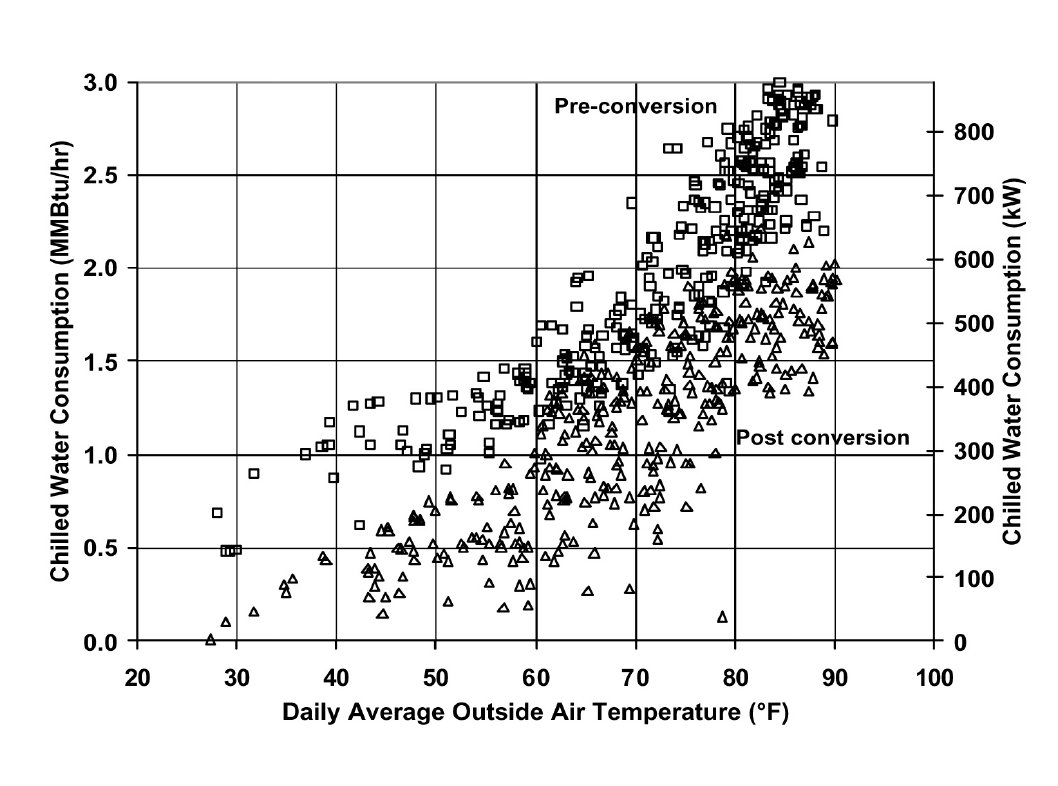 Pre-conversion
Post conversion
Chilled Water Consumption (MMBtu/hr)
3.0
2.5
2.0
1.5
1.0
0.5
0.0
800
700
600
500
400
300
200
100
0
Chilled Water Consumption (kW)
20 30 40 50 60 70 80 90 100
Daily Average Outside Air Temperature (°F)